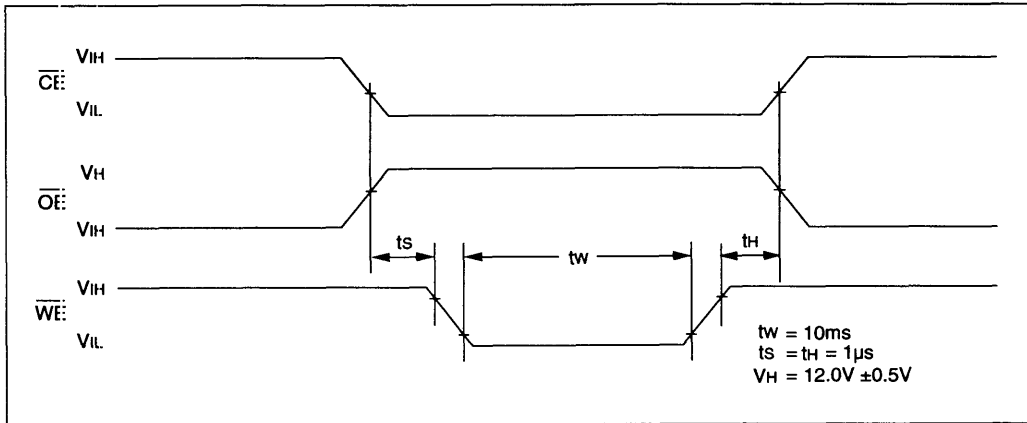 VIH
CE
VIL
VH
OE
VIH
ts tw tH
VIH
WE
VIL
tw = 10ms
ts = tH = 1µs
VH = 12.0V ±0.5V